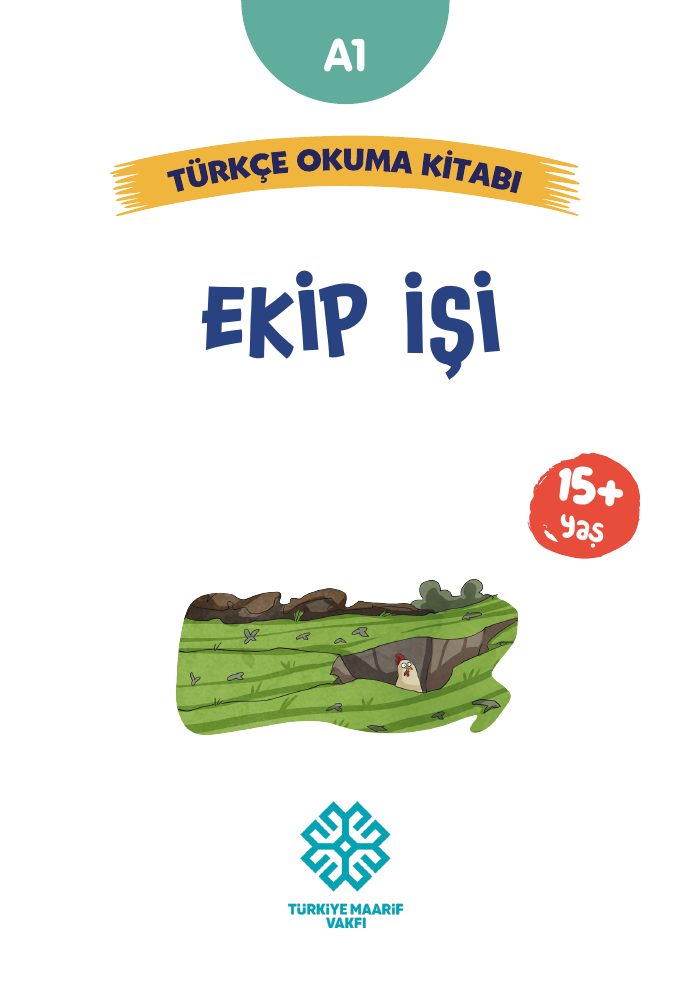 A1
TÜRKÇE OKUMA KİTABI
EKİP İŞİ
15+
yaş
TÜRKİYE MAARİF
VAKFI